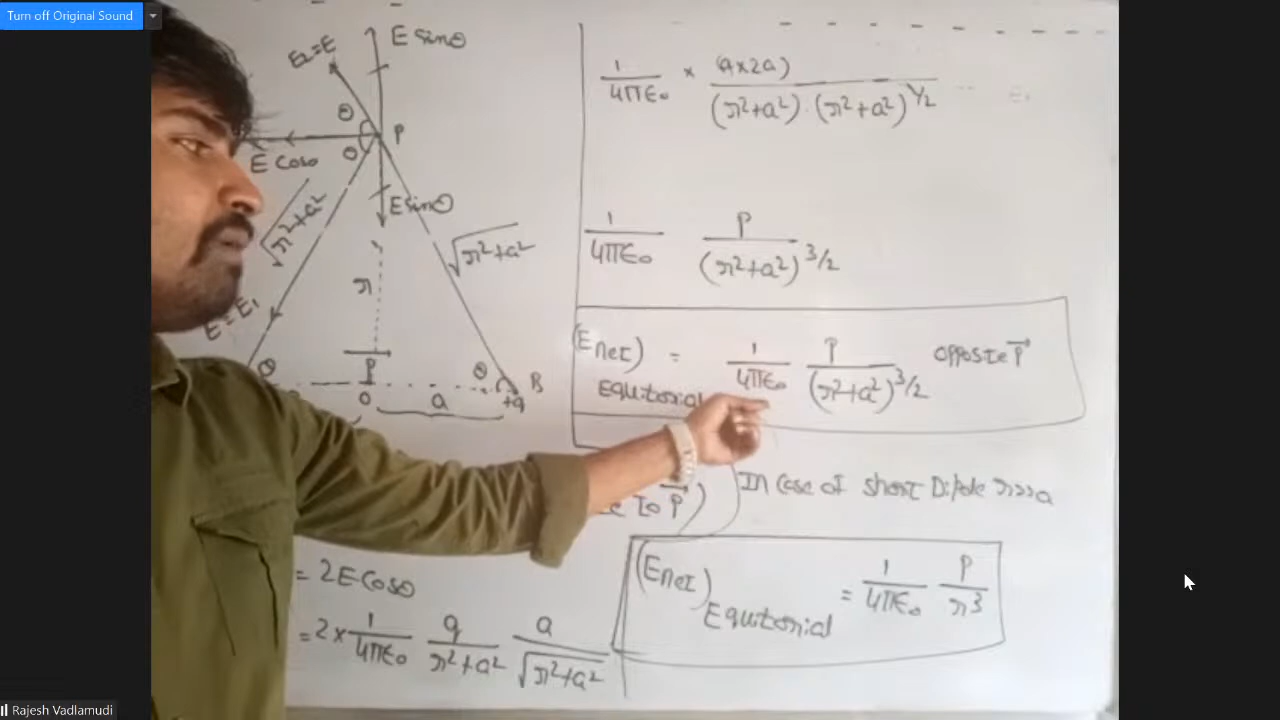 Turn off Original Sound
E sinθ
E₂=E
θ
P
E Cosθ
θ
E sinθ
√r²+a²
√r²+a²
r
E=E₁
θ
P
θ
B
O
a
+q
= 2E Cosθ
= 2 × 1/4πε₀ q/r²+a² a/√r²+a²
1/4πε₀ × (q×2a)/(r²+a²).(r²+a²)^1/2
1/4πε₀ P/(r²+a²)^3/2
(Enet) Equitorial = 1/4πε₀ P/(r²+a²)^3/2 opposite P⃗
to P⃗)
In case of short Dipole r>>a
(Enet) Equitorial = 1/4πε₀ P/r³
Rajesh Vadlamudi